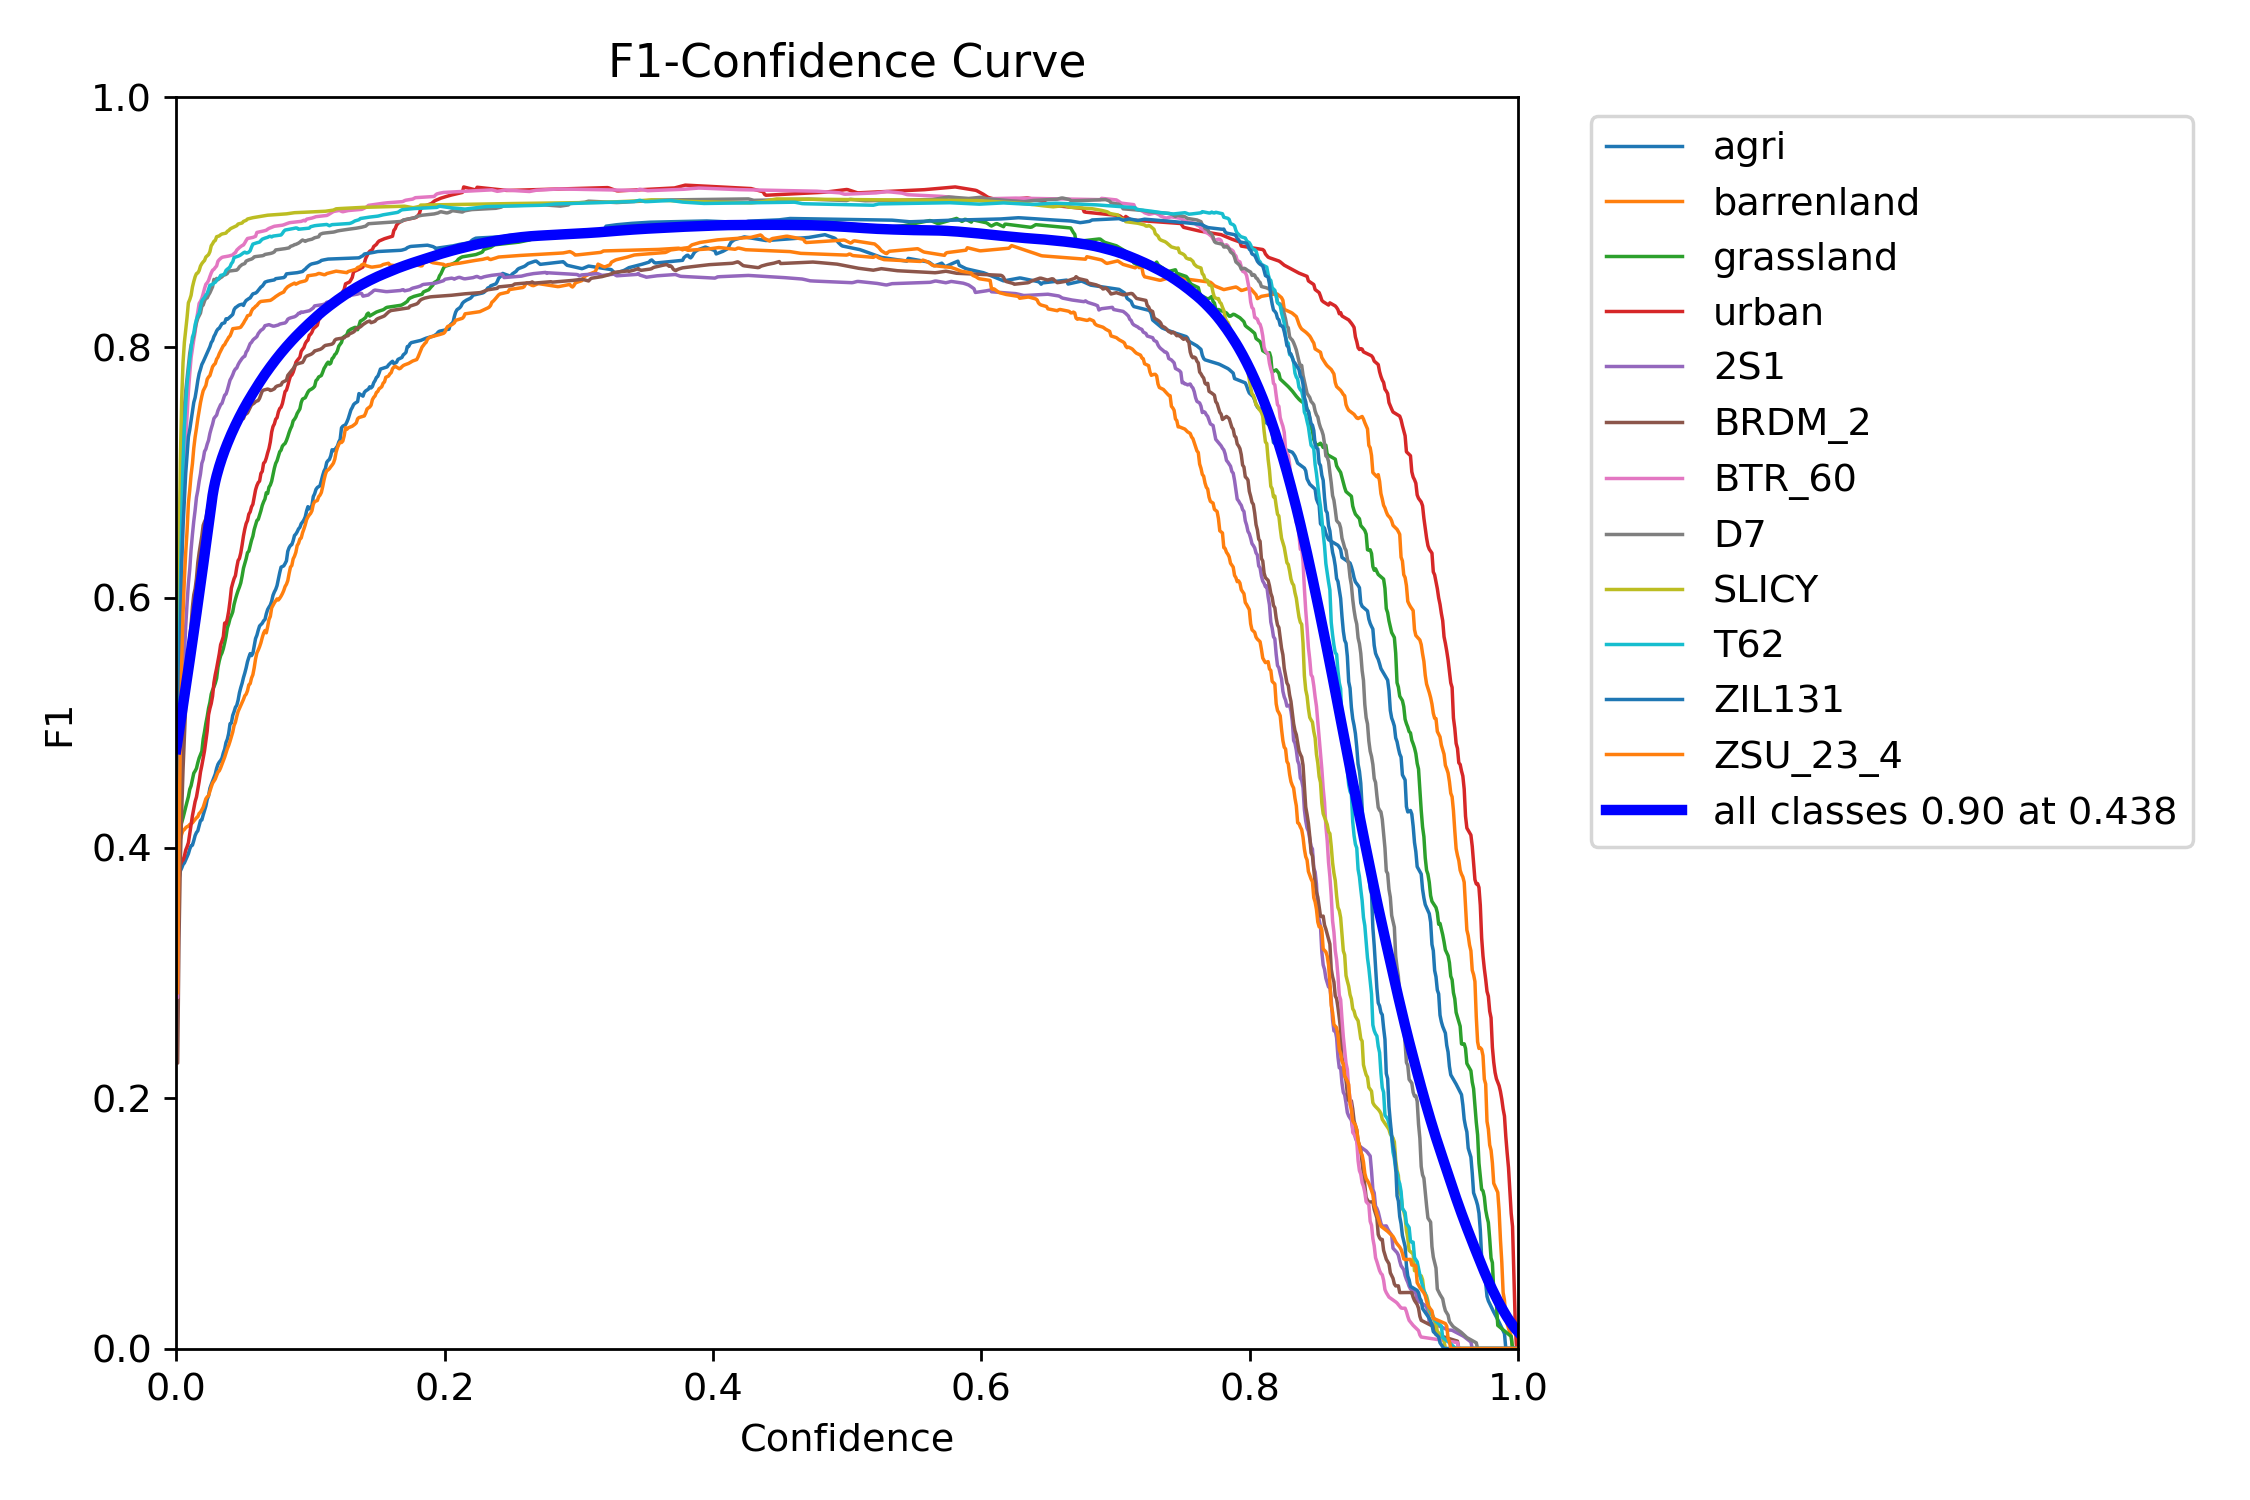 F1-Confidence Curve
1.0
0.8
0.6
0.4
0.2
0.0
F1
0.0 0.2 0.4 0.6 0.8 1.0
Confidence
agri
barrenland
grassland
urban
2S1
BRDM_2
BTR_60
D7
SLICY
T62
ZIL131
ZSU_23_4
all classes 0.90 at 0.438